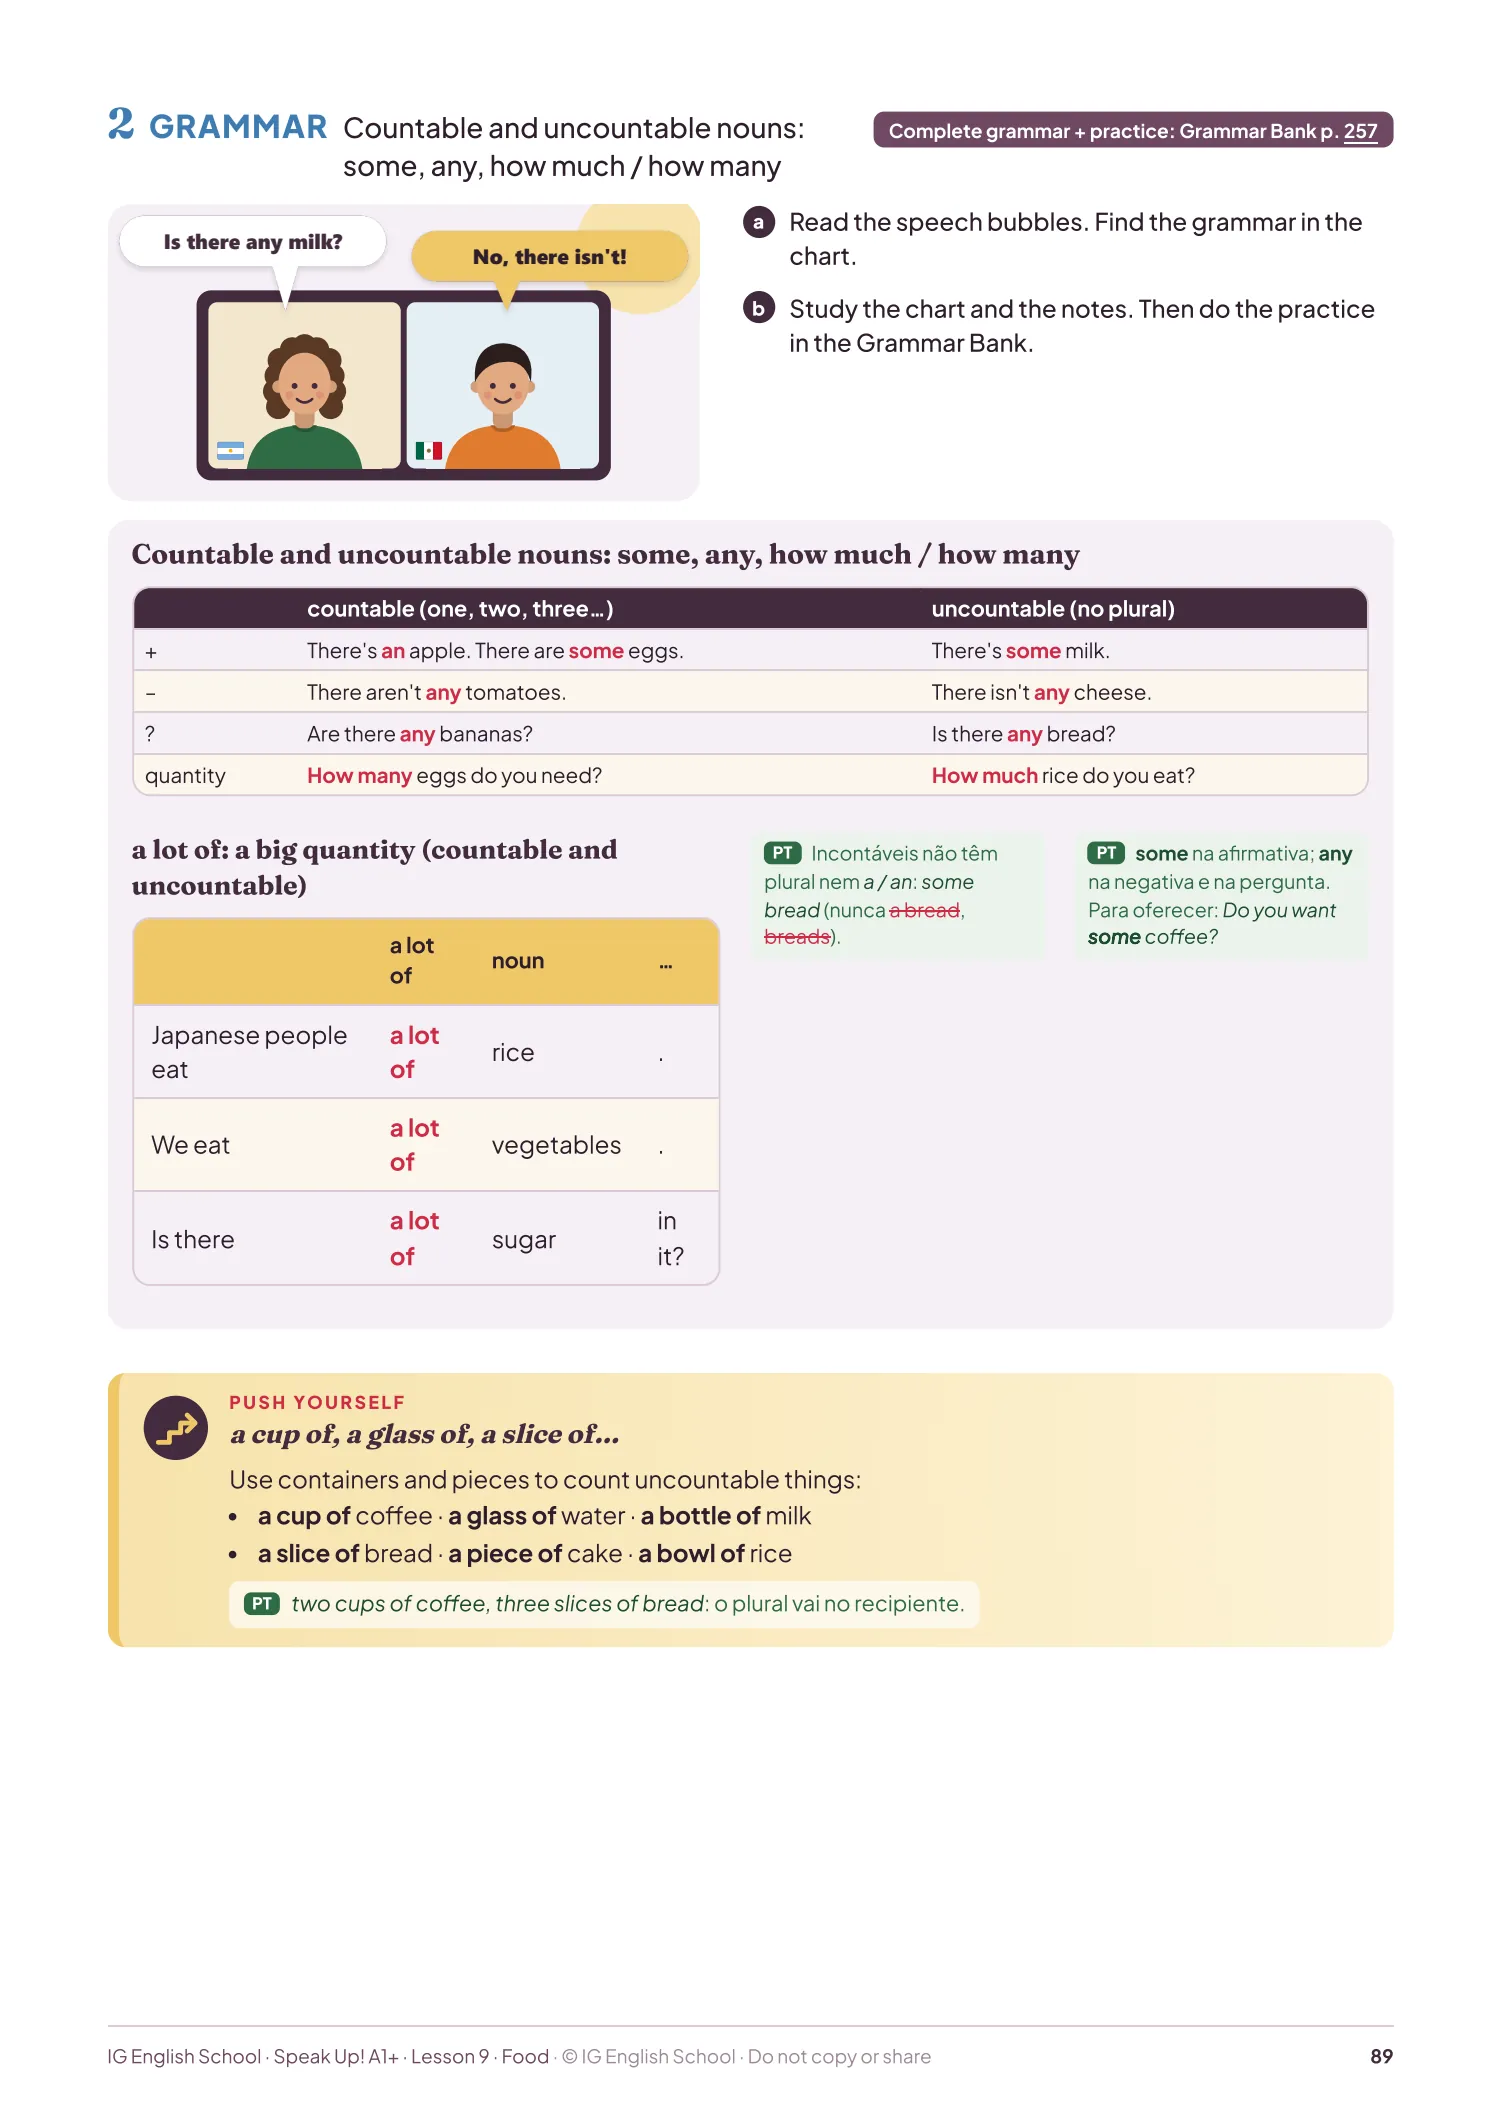 2 GRAMMAR Countable and uncountable nouns:
some, any, how much / how many
Complete grammar + practice: Grammar Bank p. 257
Is there any milk?
No, there isn't!
a Read the speech bubbles. Find the grammar in the
chart.
b Study the chart and the notes. Then do the practice
in the Grammar Bank.
Countable and uncountable nouns: some, any, how much / how many
countable (one, two, three…) uncountable (no plural)
+ There's an apple. There are some eggs. There's some milk.
– There aren't any tomatoes. There isn't any cheese.
? Are there any bananas? Is there any bread?
quantity How many eggs do you need? How much rice do you eat?
a lot of: a big quantity (countable and
uncountable)
a lot
of
noun
…
Japanese people
eat
a lot
of
rice
.
We eat
a lot
of
vegetables
.
Is there
a lot
of
sugar
in
it?
PT Incontáveis não têm
plural nem a / an: some
bread (nunca a bread,
breads).
PT some na afirmativa; any
na negativa e na pergunta.
Para oferecer: Do you want
some coffee?
PUSH YOURSELF
a cup of, a glass of, a slice of…
Use containers and pieces to count uncountable things:
• a cup of coffee · a glass of water · a bottle of milk
• a slice of bread · a piece of cake · a bowl of rice
PT two cups of coffee, three slices of bread: o plural vai no recipiente.
IG English School · Speak Up! A1+ · Lesson 9 · Food · © IG English School · Do not copy or share
89